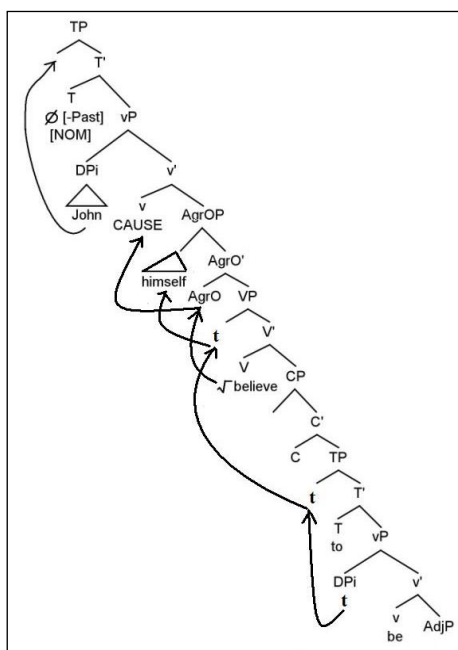 TP
T'
T
Ø [-Past]
[NOM]
vP
DPi
v'
John
v
CAUSE
AgrOP
himself
AgrO'
AgrO
VP
t
V'
V
CP
√believe
C'
C
TP
t
T'
T
to
vP
DPi
t
v'
v
be
AdjP